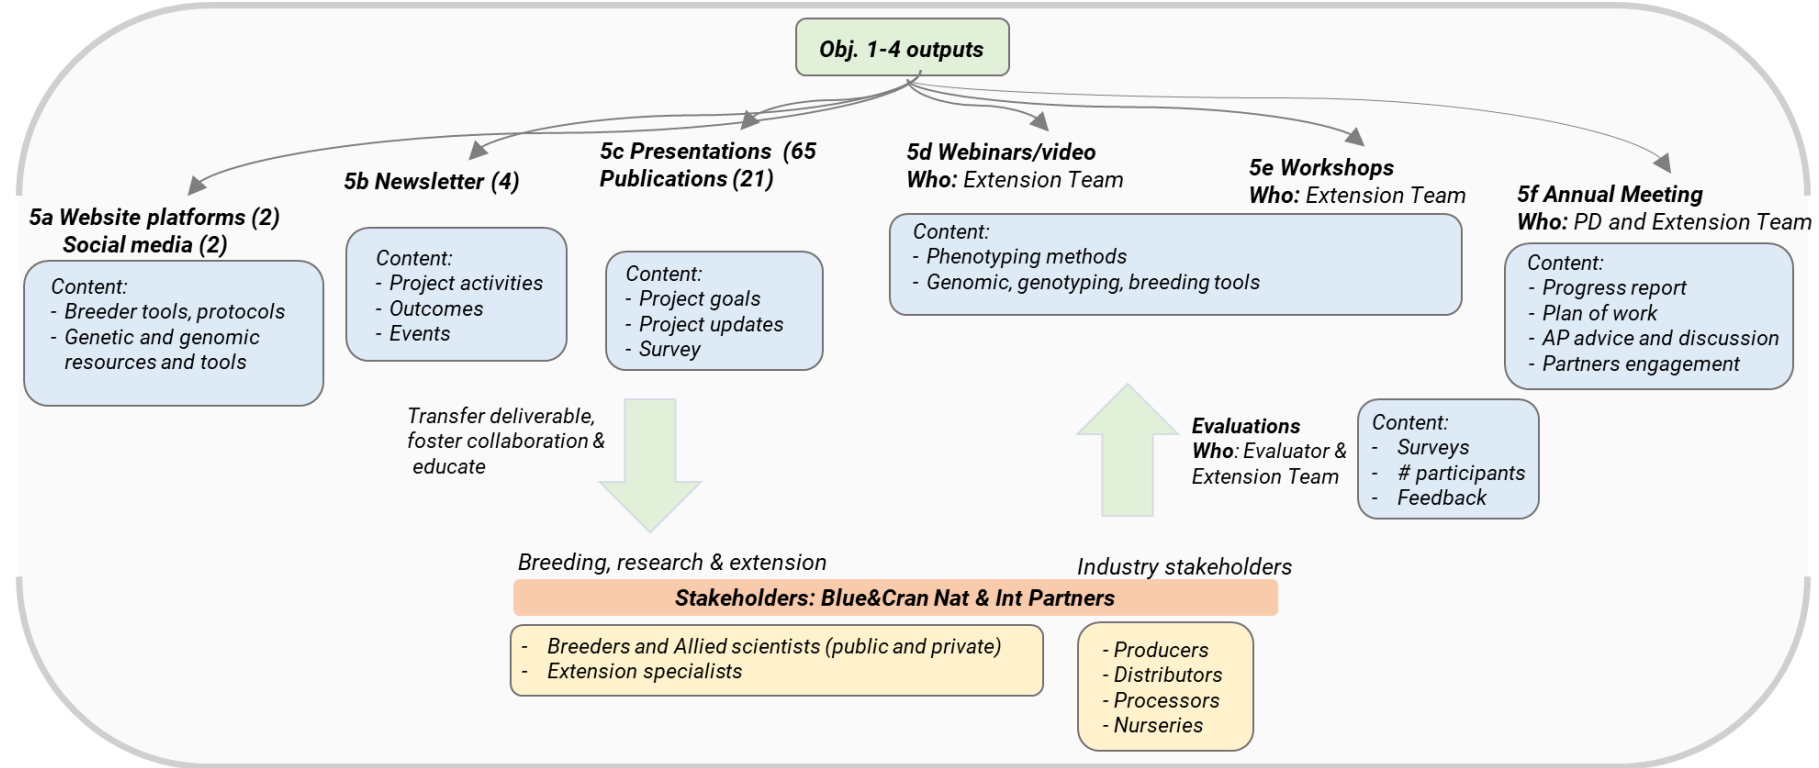 Obj. 1-4 outputs
5a Website platforms (2)
Social media (2)
Content:
- Breeder tools, protocols
- Genetic and genomic
resources and tools
5b Newsletter (4)
Content:
- Project activities
- Outcomes
- Events
5c Presentations (65
Publications (21)
Content:
- Project goals
- Project updates
- Survey
5d Webinars/video
Who: Extension Team
5e Workshops
Who: Extension Team
Content:
- Phenotyping methods
- Genomic, genotyping, breeding tools
5f Annual Meeting
Who: PD and Extension Team
Content:
- Progress report
- Plan of work
- AP advice and discussion
- Partners engagement
Transfer deliverable,
foster collaboration &
educate
Evaluations
Who: Evaluator &
Extension Team
Content:
- Surveys
- # participants
- Feedback
Breeding, research & extension
Industry stakeholders
Stakeholders: Blue&Cran Nat & Int Partners
- Breeders and Allied scientists (public and private)
- Extension specialists
- Producers
- Distributors
- Processors
- Nurseries